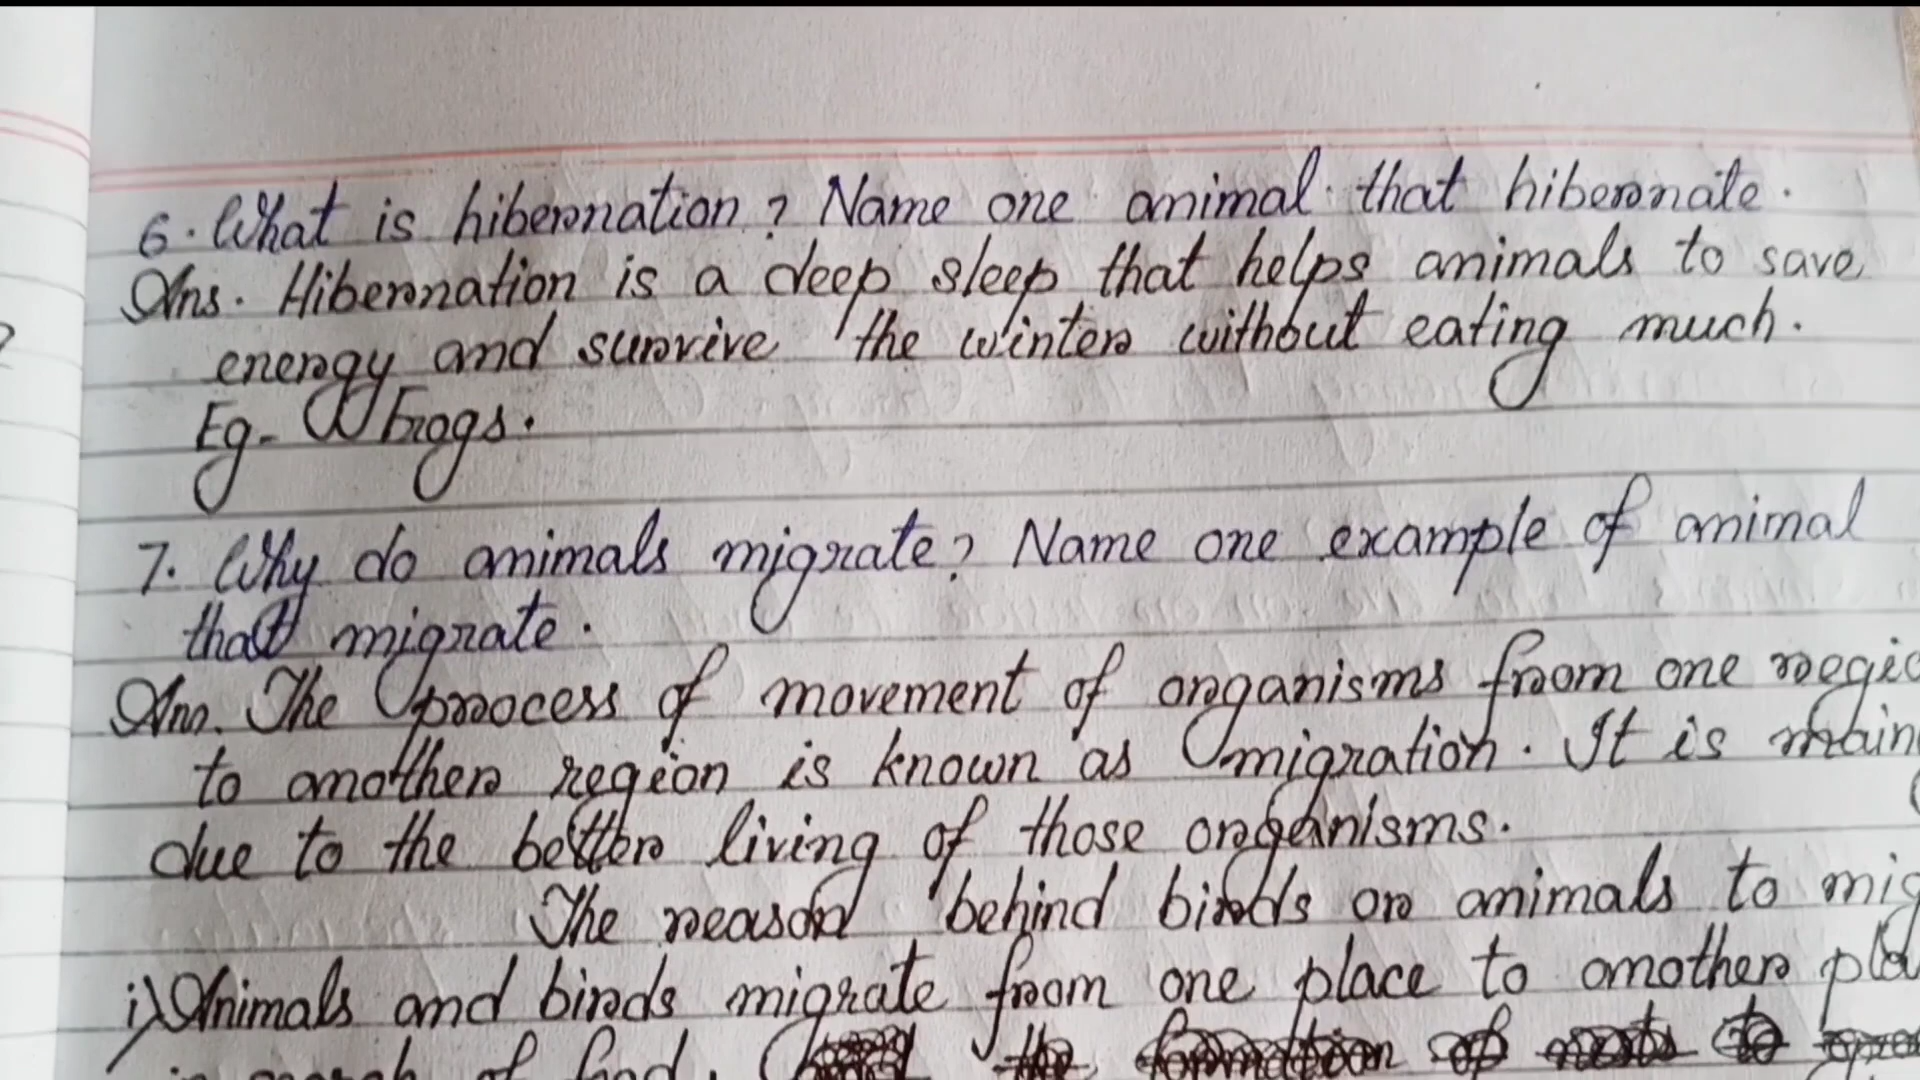 6. What is hibernation? Name one animal that hibernate.
Ans. Hibernation is a deep sleep that helps animals to save
energy and survive the winter without eating much.
Eg- Frogs.
7. Why do animals migrate? Name one example of animal
that migrate.
Ans. The process of movement of organisms from one regio
to another region is known as migration. It is main
due to the better living of those organisms.
The reason behind birds or animals to mig
i) Animals and birds migrate from one place to another pla
in search of food.